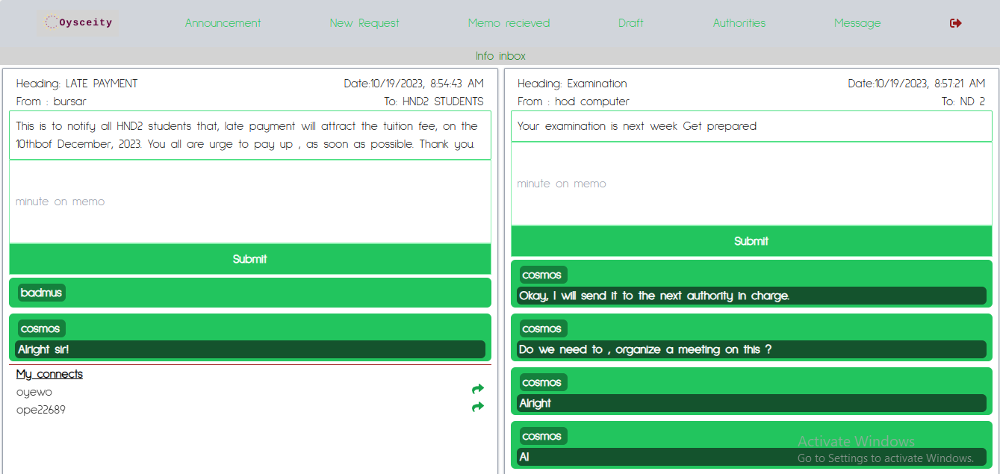 Oysceity Announcement New Request Memo recieved Draft Authorities Message
Info inbox
Heading: LATE PAYMENT Date:10/19/2023, 8:54:43 AM
From : bursar To: HND2 STUDENTS
This is to notify all HND2 students that, late payment will attract the tuition fee, on the
10thbof December, 2023. You all are urge to pay up , as soon as possible. Thank you.
minute on memo
Submit
badmus
cosmos
Alright sir!
My connects
oyewo
ope22689
Heading: Examination Date:10/19/2023, 8:57:21 AM
From : hod computer To: ND 2
Your examination is next week Get prepared
minute on memo
Submit
cosmos
Okay, I will send it to the next authority in charge.
cosmos
Do we need to , organize a meeting on this ?
cosmos
Alright
cosmos
Al
Activate Windows
Go to Settings to activate Windows.